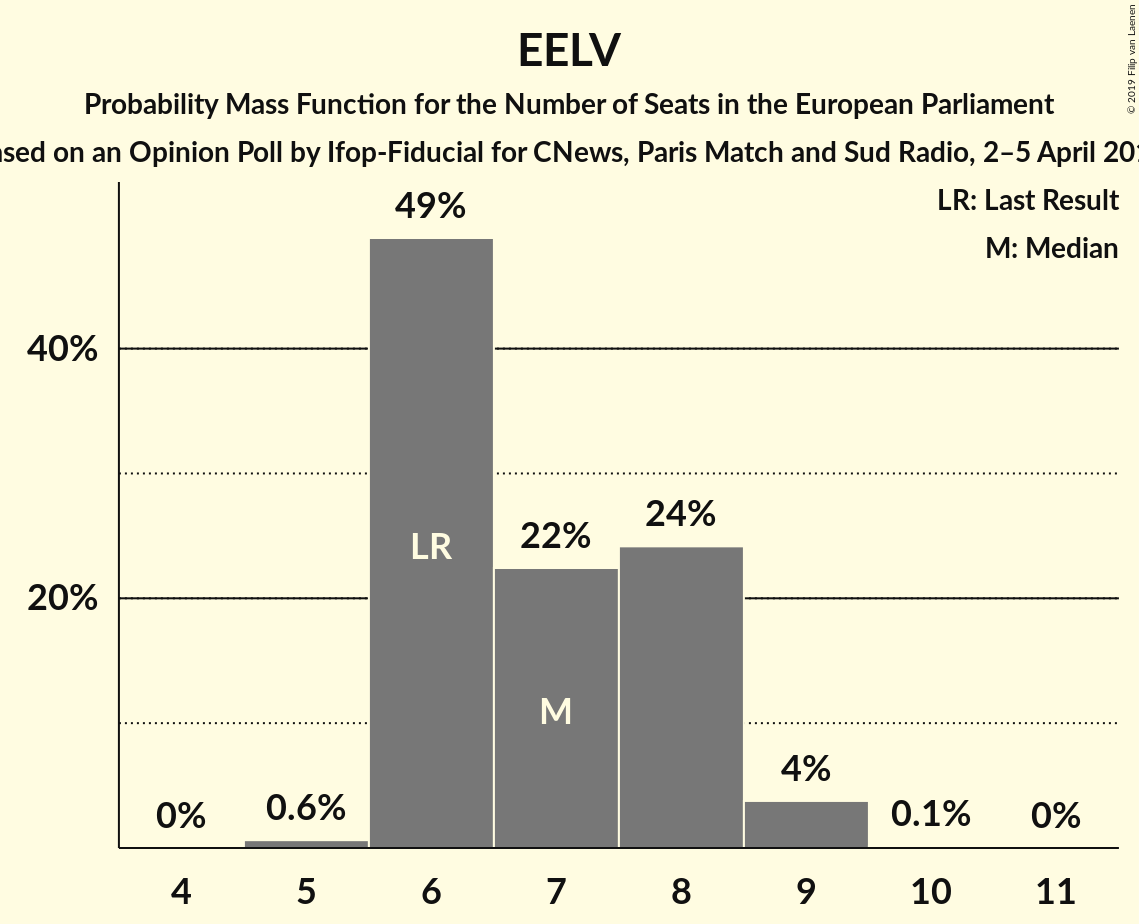 EELV
Probability Mass Function for the Number of Seats in the European Parliament
on an Opinion Poll by Ifop-Fiducial for CNews, Paris Match and Sud Radio, 2–5 April
© 2019 Filip van Laenen
LR: Last Result
M: Median
49%
40%
24%
22%
LR
20%
M
4%
0%
0.6%
0.1%
0%
4 5 6 7 8 9 10 11